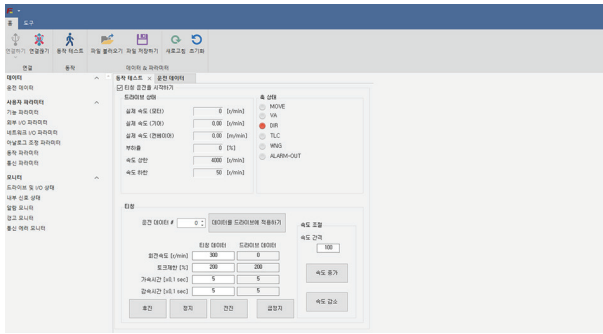 홈 도구
연결하기 연결끊기 동작 테스트 파일 불러오기 파일 저장하기 새로고침 초기화
연결 동작 데이터 & 파라미터
데이터
운전 데이터
사용자 파라미터
기능 파라미터
외부 I/O 파라미터
네트워크 I/O 파라미터
아날로그 조정 파라미터
동작 파라미터
통신 파라미터
모니터
드라이브 및 I/O 상태
내부 신호 상태
알람 모니터
경고 모니터
통신 에러 모니터
동작 테스트 × 운전 데이터
티칭 운전을 시작하기
드라이브 상태
실제 속도 (모터) 0 [r/min]
실제 속도 (기어) 0.00 [r/min]
실제 속도 (컨베이어) 0.00 [m/min]
부하율 0 [%]
속도 상한 4000 [r/min]
속도 하한 50 [r/min]
축 상태
MOVE
VA
DIR
TLC
WNG
ALARM-OUT
티칭
운전 데이터 # 0 데이터를 드라이브에 적용하기
티칭 데이터 드라이브 데이터
회전속도 [r/min] 300 0
토크제한 [%] 200 200
가속시간 [x0.1 sec] 5 5
감속시간 [x0.1 sec] 5 5
후진 정지 전진 급정지
속도 조절
속도 간격
100
속도 증가
속도 감소